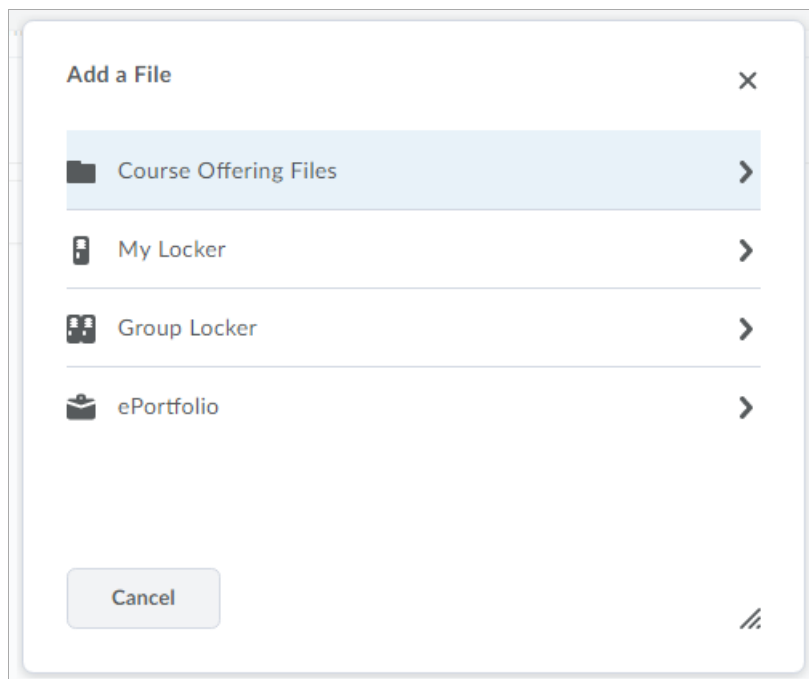 Add a File
Course Offering Files
My Locker
Group Locker
ePortfolio
Cancel